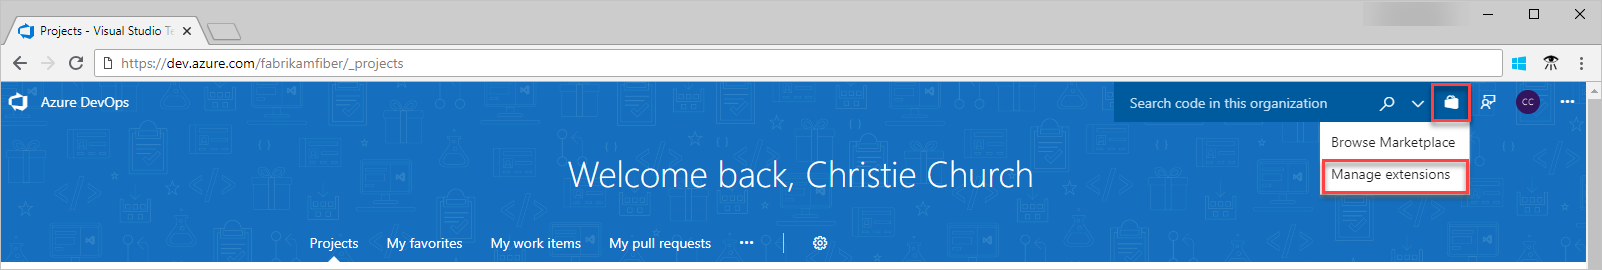 Projects - Visual Studio Te
https://dev.azure.com/fabrikamfiber/_projects
Azure DevOps
Search code in this organization
CC
Browse Marketplace
Manage extensions
Welcome back, Christie Church
Projects My favorites My work items My pull requests